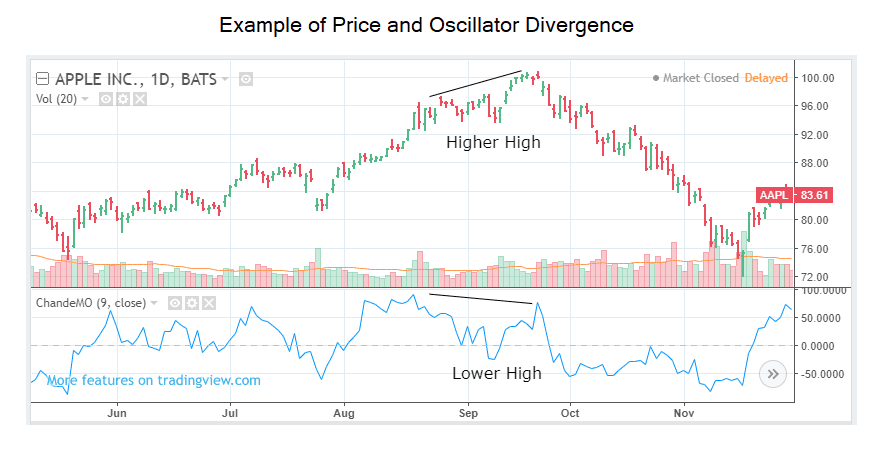 Example of Price and Oscillator Divergence
APPLE INC., 1D, BATS
Market Closed Delayed
Vol (20)
100.00
96.00
92.00
88.00
AAPL 83.61
80.00
76.00
72.00
Higher High
ChandeMO (9, close)
100.0000
50.0000
0.0000
-50.0000
Lower High
More features on tradingview.com
Jun Jul Aug Sep Oct Nov